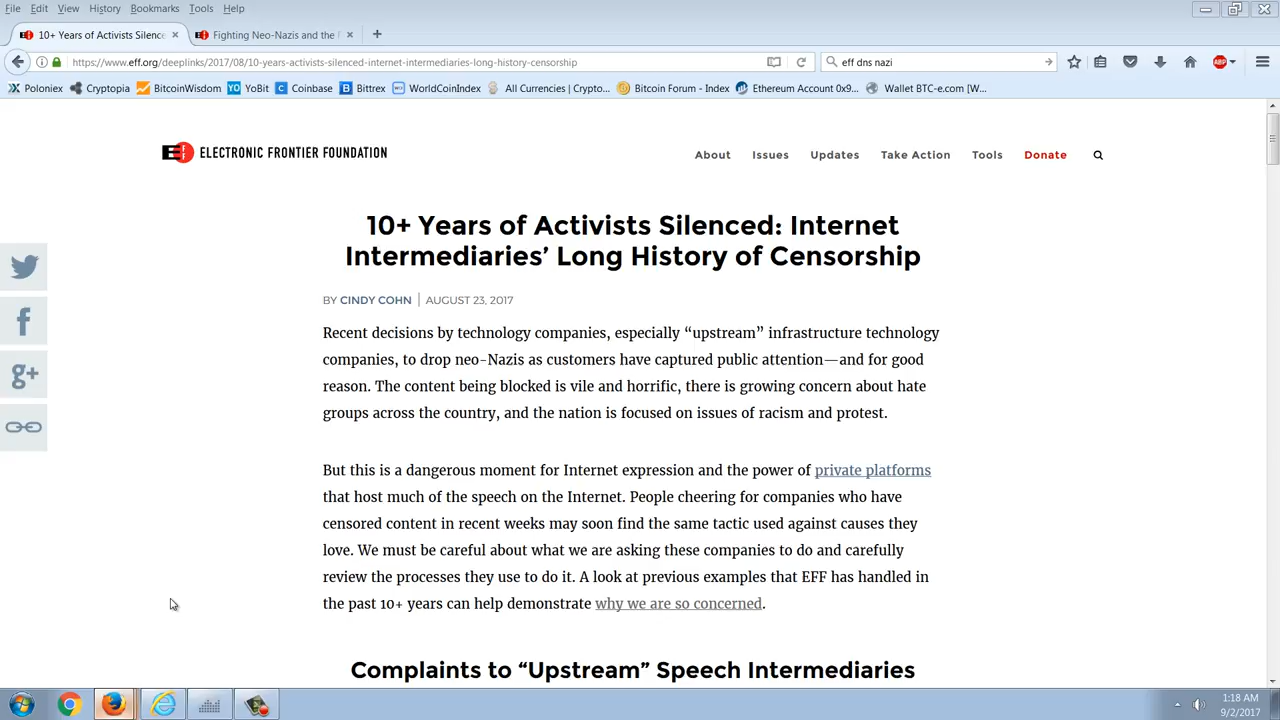 File Edit View History Bookmarks Tools Help
10+ Years of Activists Silence
Fighting Neo-Nazis and the
https://www.eff.org/deeplinks/2017/08/10-years-activists-silenced-internet-intermediaries-long-history-censorship
eff dns nazi
ABP
Poloniex Cryptopia BitcoinWisdom YoBit Coinbase Bittrex WorldCoinIndex All Currencies (Crypto... Bitcoin Forum - Index Ethereum Account 0x9... Wallet BTC-e.com [W...
EFF ELECTRONIC FRONTIER FOUNDATION
About Issues Updates Take Action Tools Donate
10+ Years of Activists Silenced: Internet
Intermediaries’ Long History of Censorship
BY CINDY COHN | AUGUST 23, 2017
Recent decisions by technology companies, especially “upstream” infrastructure technology
companies, to drop neo-Nazis as customers have captured public attention—and for good
reason. The content being blocked is vile and horrific, there is growing concern about hate
groups across the country, and the nation is focused on issues of racism and protest.
But this is a dangerous moment for Internet expression and the power of private platforms
that host much of the speech on the Internet. People cheering for companies who have
censored content in recent weeks may soon find the same tactic used against causes they
love. We must be careful about what we are asking these companies to do and carefully
review the processes they use to do it. A look at previous examples that EFF has handled in
the past 10+ years can help demonstrate why we are so concerned.
Complaints to “Upstream” Speech Intermediaries
1:18 AM
9/2/2017